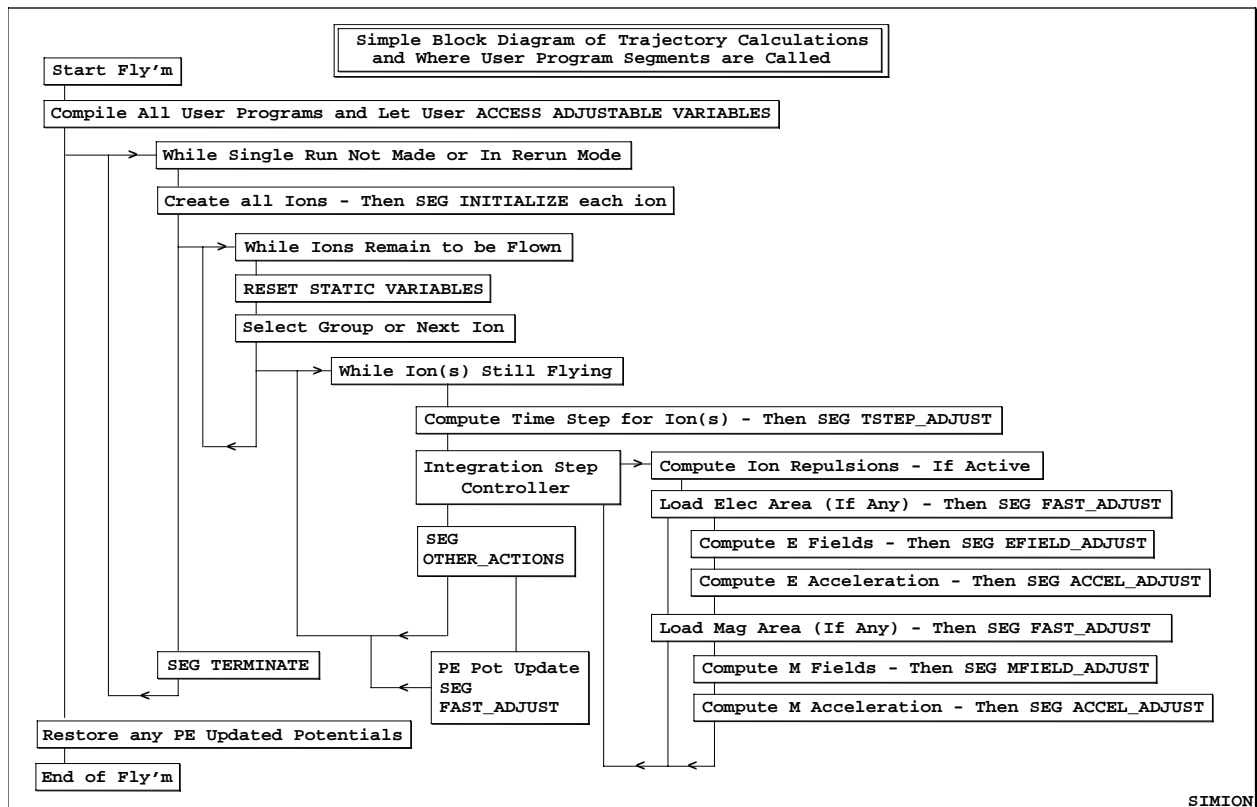 Simple Block Diagram of Trajectory Calculations
and Where User Program Segments are Called
Start Fly'm
Compile All User Programs and Let User ACCESS ADJUSTABLE VARIABLES
While Single Run Not Made or In Rerun Mode
Create all Ions - Then SEG INITIALIZE each ion
While Ions Remain to be Flown
RESET STATIC VARIABLES
Select Group or Next Ion
While Ion(s) Still Flying
Compute Time Step for Ion(s) - Then SEG TSTEP_ADJUST
Integration Step
Controller
Compute Ion Repulsions - If Active
Load Elec Area (If Any) - Then SEG FAST_ADJUST
Compute E Fields - Then SEG EFIELD_ADJUST
Compute E Acceleration - Then SEG ACCEL_ADJUST
Load Mag Area (If Any) - Then SEG FAST_ADJUST
Compute M Fields - Then SEG MFIELD_ADJUST
Compute M Acceleration - Then SEG ACCEL_ADJUST
SEG
OTHER_ACTIONS
PE Pot Update
SEG
FAST_ADJUST
SEG TERMINATE
Restore any PE Updated Potentials
End of Fly'm
SIMION